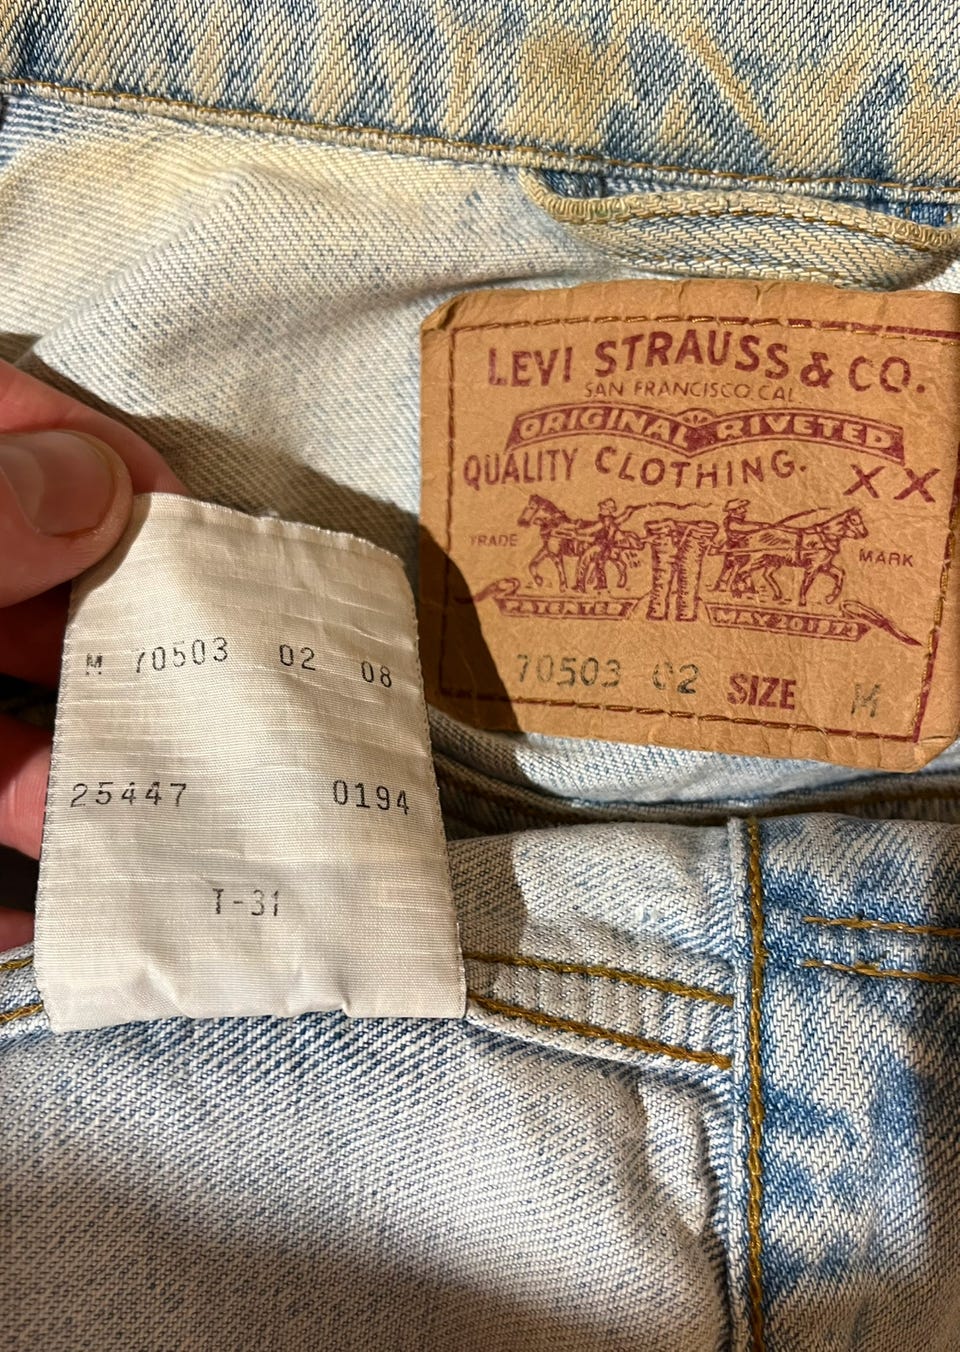 LEVI STRAUSS & CO.
SAN FRANCISCO CAL.
ORIGINAL RIVETED
QUALITY CLOTHING. XX
TRADE MARK
PATENTED MAY 20 1873
70503 02 SIZE M
M 70503 02 08
25447 0194
T-31